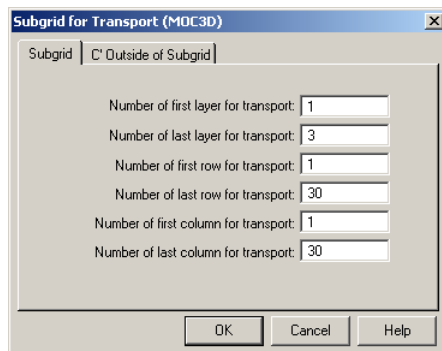 Subgrid for Transport (MOC3D)
Subgrid C' Outside of Subgrid
Number of first layer for transport: 1
Number of last layer for transport: 3
Number of first row for transport: 1
Number of last row for transport: 30
Number of first column for transport: 1
Number of last column for transport: 30
OK Cancel Help